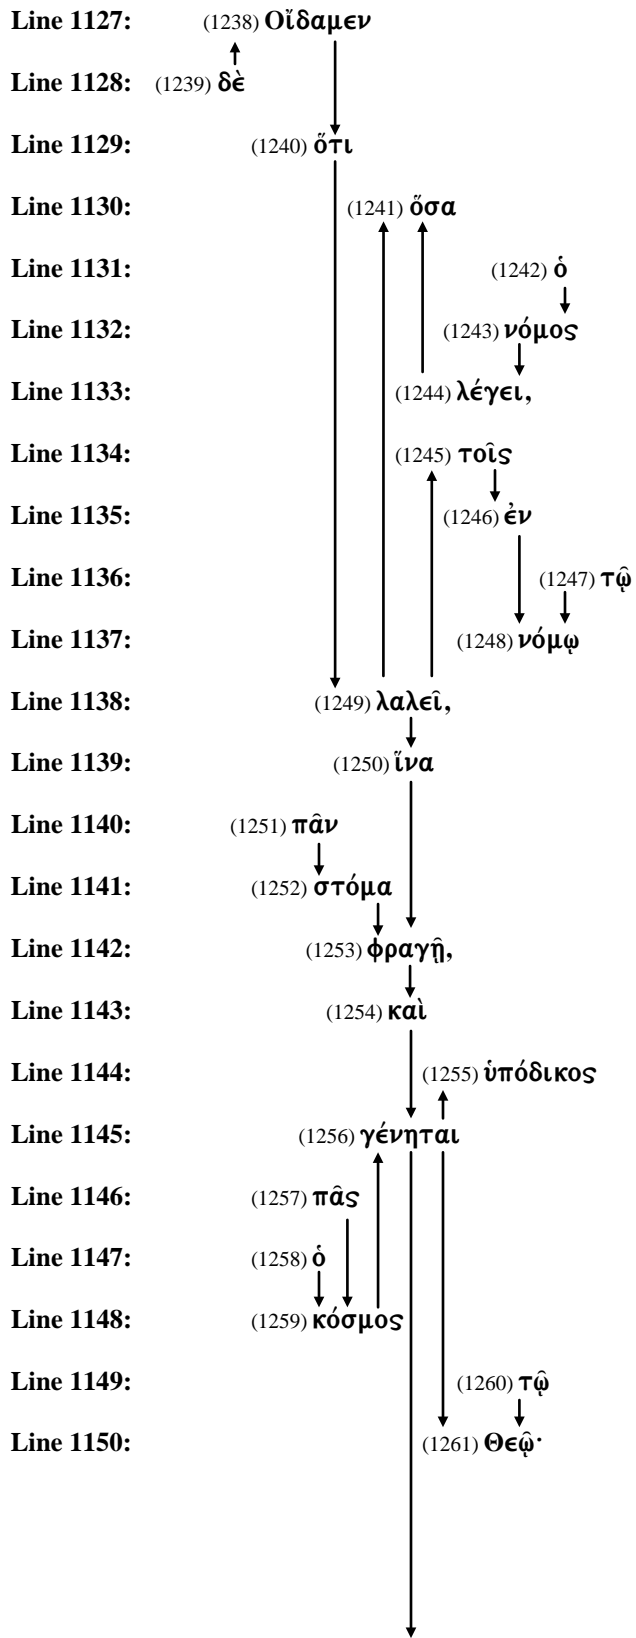 Line 1127: (1238) Οἴδαμεν
Line 1128: (1239) δὲ
Line 1129: (1240) ὅτι
Line 1130: (1241) ὅσα
Line 1131: (1242) ὁ
Line 1132: (1243) νόμος
Line 1133: (1244) λέγει,
Line 1134: (1245) τοῖς
Line 1135: (1246) ἐν
Line 1136: (1247) τῷ
Line 1137: (1248) νόμῳ
Line 1138: (1249) λαλεῖ,
Line 1139: (1250) ἵνα
Line 1140: (1251) πᾶν
Line 1141: (1252) στόμα
Line 1142: (1253) φραγῇ,
Line 1143: (1254) καὶ
Line 1144: (1255) ὑπόδικος
Line 1145: (1256) γένηται
Line 1146: (1257) πᾶς
Line 1147: (1258) ὁ
Line 1148: (1259) κόσμος
Line 1149: (1260) τῷ
Line 1150: (1261) Θεῷ·